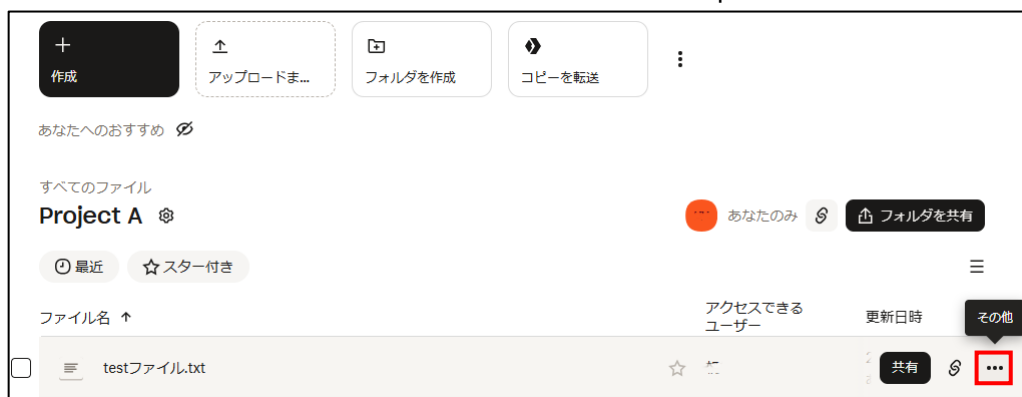 作成
アップロードま...
フォルダを作成
コピーを転送
あなたへのおすすめ
すべてのファイル
Project A
あなたのみ
フォルダを共有
最近
スター付き
ファイル名
アクセスできる
ユーザー
更新日時
その他
testファイル.txt
共有